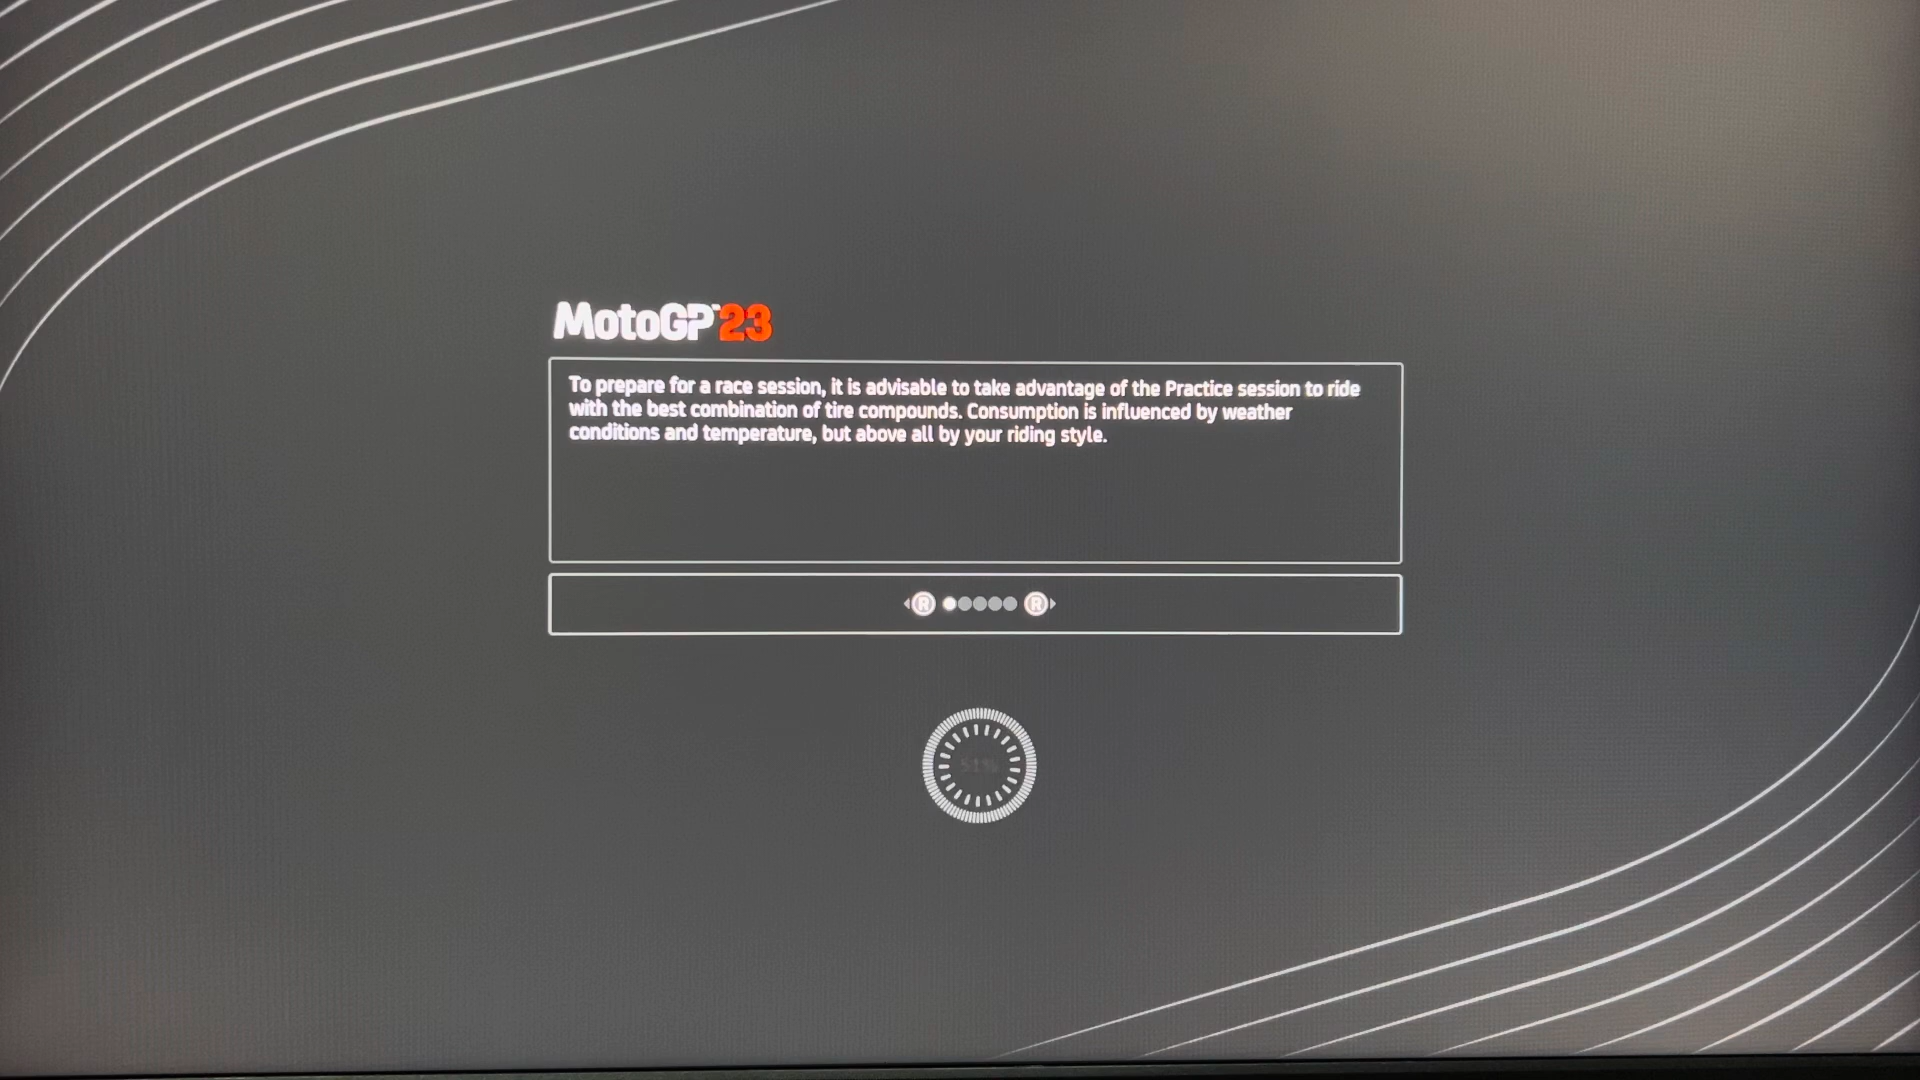 MotoGP™23
To prepare for a race session, it is advisable to take advantage of the Practice session to ride
with the best combination of tire compounds. Consumption is influenced by weather
conditions and temperature, but above all by your riding style.
R R
51%